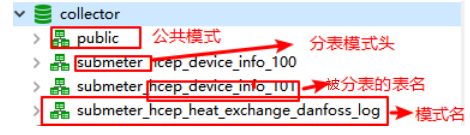 collector
public 公共模式
分表模式头
submeter_hcep_device_info_100
submeter_hcep_device_info_101 被分表的表名
submeter_hcep_heat_exchange_danfoss_log 模式名